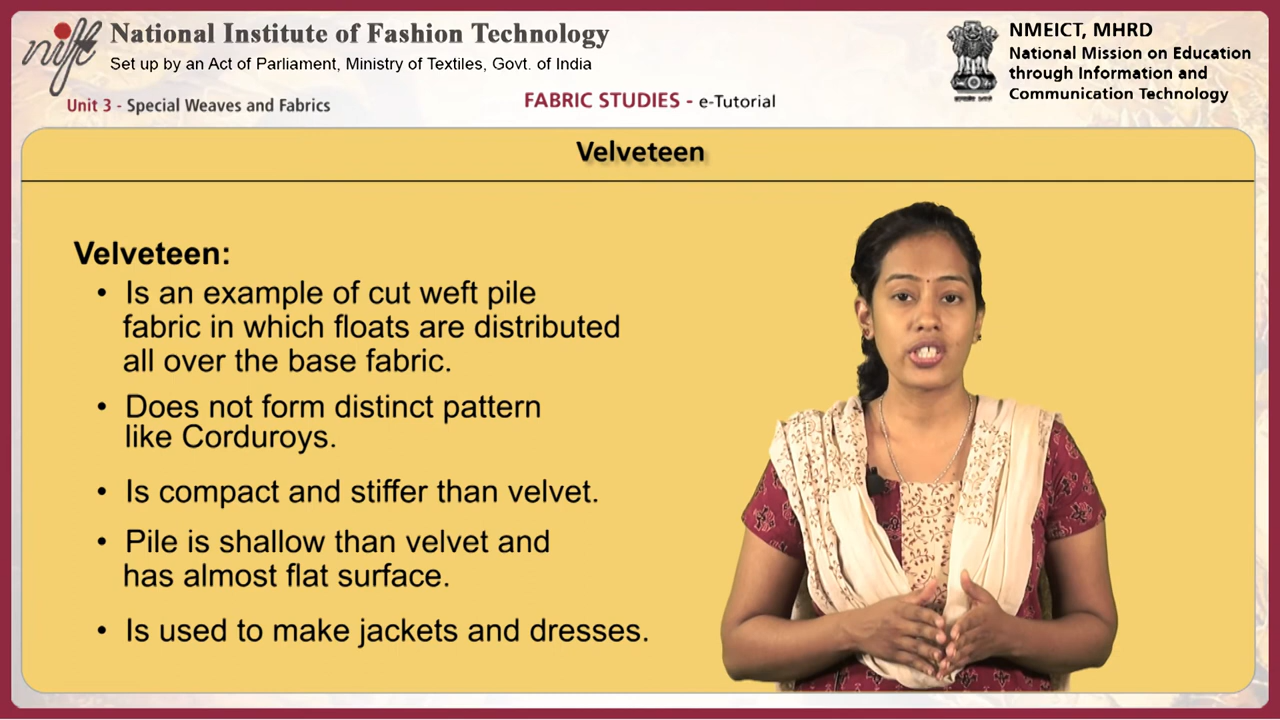 nift
National Institute of Fashion Technology
Set up by an Act of Parliament, Ministry of Textiles, Govt. of India
Unit 3 - Special Weaves and Fabrics
FABRIC STUDIES - e-Tutorial
NMEICT, MHRD
National Mission on Education
through Information and
Communication Technology
Velveteen
Velveteen:
• Is an example of cut weft pile
fabric in which floats are distributed
all over the base fabric.
• Does not form distinct pattern
like Corduroys.
• Is compact and stiffer than velvet.
• Pile is shallow than velvet and
has almost flat surface.
• Is used to make jackets and dresses.